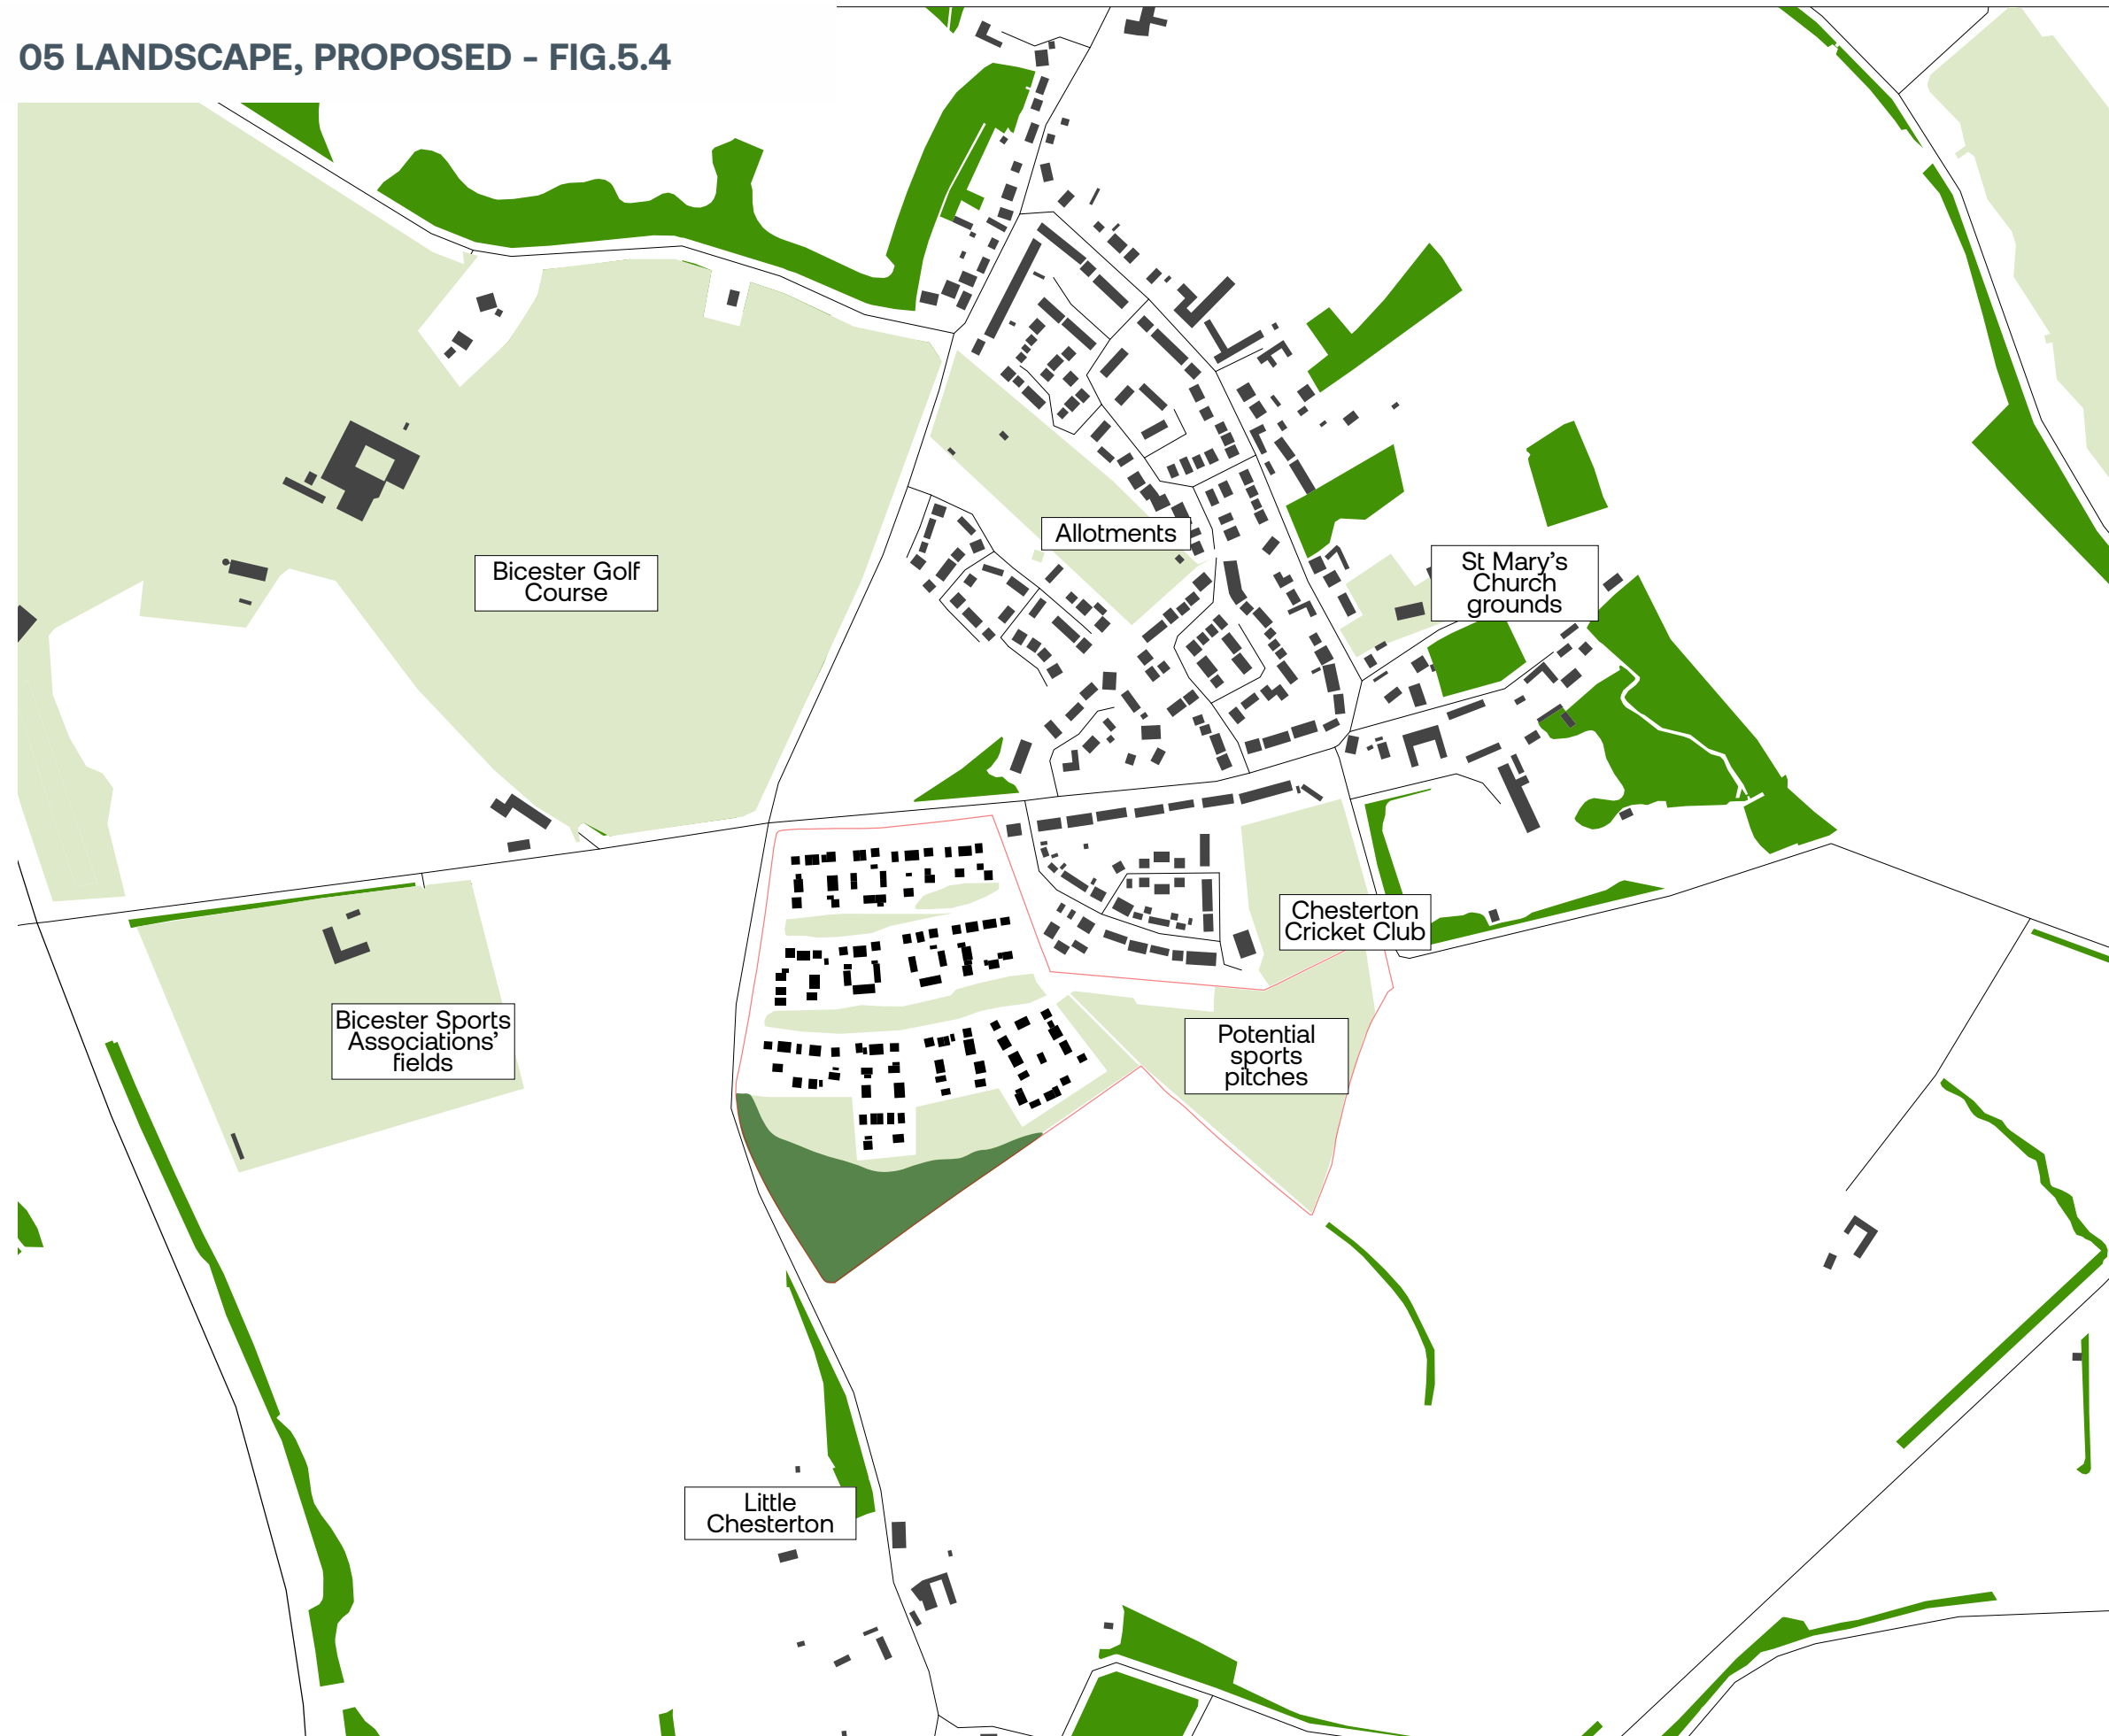 05 LANDSCAPE, PROPOSED - FIG.5.4
Allotments
Bicester Golf
Course
St Mary's
Church
grounds
Chesterton
Cricket Club
Bicester Sports
Associations'
fields
Potential
sports
pitches
Little
Chesterton